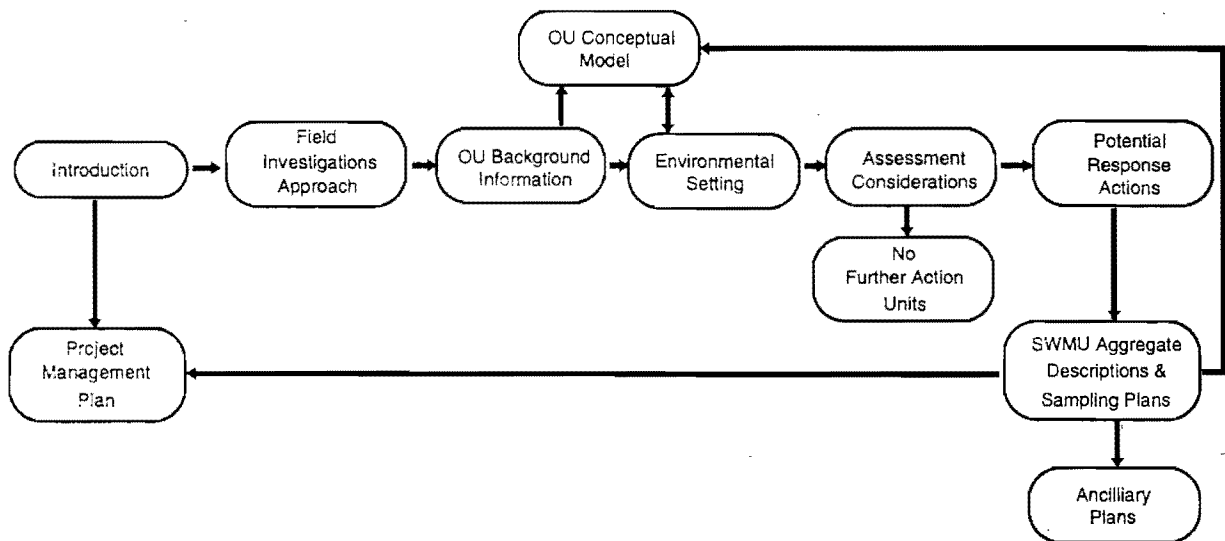 OU Conceptual
Model
Introduction
Field
Investigations
Approach
OU Background
Information
Environmental
Setting
Assessment
Considerations
Potential
Response
Actions
No
Further Action
Units
Project
Management
Plan
SWMU Aggregate
Descriptions &
Sampling Plans
Ancilliary
Plans